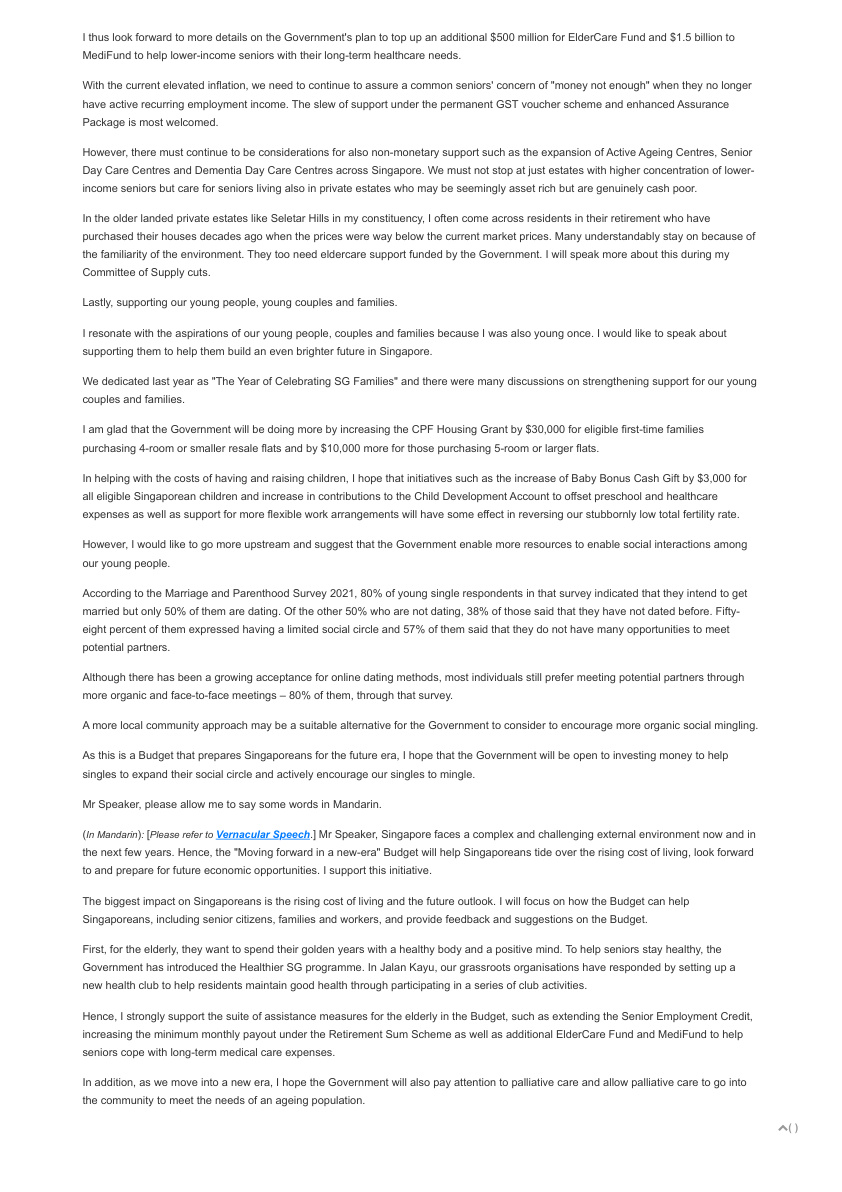 I thus look forward to more details on the Government's plan to top up an additional $500 million for ElderCare Fund and $1.5 billion to
MediFund to help lower-income seniors with their long-term healthcare needs.
With the current elevated inflation, we need to continue to assure a common seniors' concern of "money not enough" when they no longer
have active recurring employment income. The slew of support under the permanent GST voucher scheme and enhanced Assurance
Package is most welcomed.
However, there must continue to be considerations for also non-monetary support such as the expansion of Active Ageing Centres, Senior
Day Care Centres and Dementia Day Care Centres across Singapore. We must not stop at just estates with higher concentration of lower-
income seniors but care for seniors living also in private estates who may be seemingly asset rich but are genuinely cash poor.
In the older landed private estates like Seletar Hills in my constituency, I often come across residents in their retirement who have
purchased their houses decades ago when the prices were way below the current market prices. Many understandably stay on because of
the familiarity of the environment. They too need eldercare support funded by the Government. I will speak more about this during my
Committee of Supply cuts.
Lastly, supporting our young people, young couples and families.
I resonate with the aspirations of our young people, couples and families because I was also young once. I would like to speak about
supporting them to help them build an even brighter future in Singapore.
We dedicated last year as "The Year of Celebrating SG Families" and there were many discussions on strengthening support for our young
couples and families.
I am glad that the Government will be doing more by increasing the CPF Housing Grant by $30,000 for eligible first-time families
purchasing 4-room or smaller resale flats and by $10,000 more for those purchasing 5-room or larger flats.
In helping with the costs of having and raising children, I hope that initiatives such as the increase of Baby Bonus Cash Gift by $3,000 for
all eligible Singaporean children and increase in contributions to the Child Development Account to offset preschool and healthcare
expenses as well as support for more flexible work arrangements will have some effect in reversing our stubbornly low total fertility rate.
However, I would like to go more upstream and suggest that the Government enable more resources to enable social interactions among
our young people.
According to the Marriage and Parenthood Survey 2021, 80% of young single respondents in that survey indicated that they intend to get
married but only 50% of them are dating. Of the other 50% who are not dating, 38% of those said that they have not dated before. Fifty-
eight percent of them expressed having a limited social circle and 57% of them said that they do not have many opportunities to meet
potential partners.
Although there has been a growing acceptance for online dating methods, most individuals still prefer meeting potential partners through
more organic and face-to-face meetings – 80% of them, through that survey.
A more local community approach may be a suitable alternative for the Government to consider to encourage more organic social mingling.
As this is a Budget that prepares Singaporeans for the future era, I hope that the Government will be open to investing money to help
singles to expand their social circle and actively encourage our singles to mingle.
Mr Speaker, please allow me to say some words in Mandarin.
(In Mandarin): [Please refer to Vernacular Speech.] Mr Speaker, Singapore faces a complex and challenging external environment now and in
the next few years. Hence, the "Moving forward in a new-era" Budget will help Singaporeans tide over the rising cost of living, look forward
to and prepare for future economic opportunities. I support this initiative.
The biggest impact on Singaporeans is the rising cost of living and the future outlook. I will focus on how the Budget can help
Singaporeans, including senior citizens, families and workers, and provide feedback and suggestions on the Budget.
First, for the elderly, they want to spend their golden years with a healthy body and a positive mind. To help seniors stay healthy, the
Government has introduced the Healthier SG programme. In Jalan Kayu, our grassroots organisations have responded by setting up a
new health club to help residents maintain good health through participating in a series of club activities.
Hence, I strongly support the suite of assistance measures for the elderly in the Budget, such as extending the Senior Employment Credit,
increasing the minimum monthly payout under the Retirement Sum Scheme as well as additional ElderCare Fund and MediFund to help
seniors cope with long-term medical care expenses.
In addition, as we move into a new era, I hope the Government will also pay attention to palliative care and allow palliative care to go into
the community to meet the needs of an ageing population.
( )